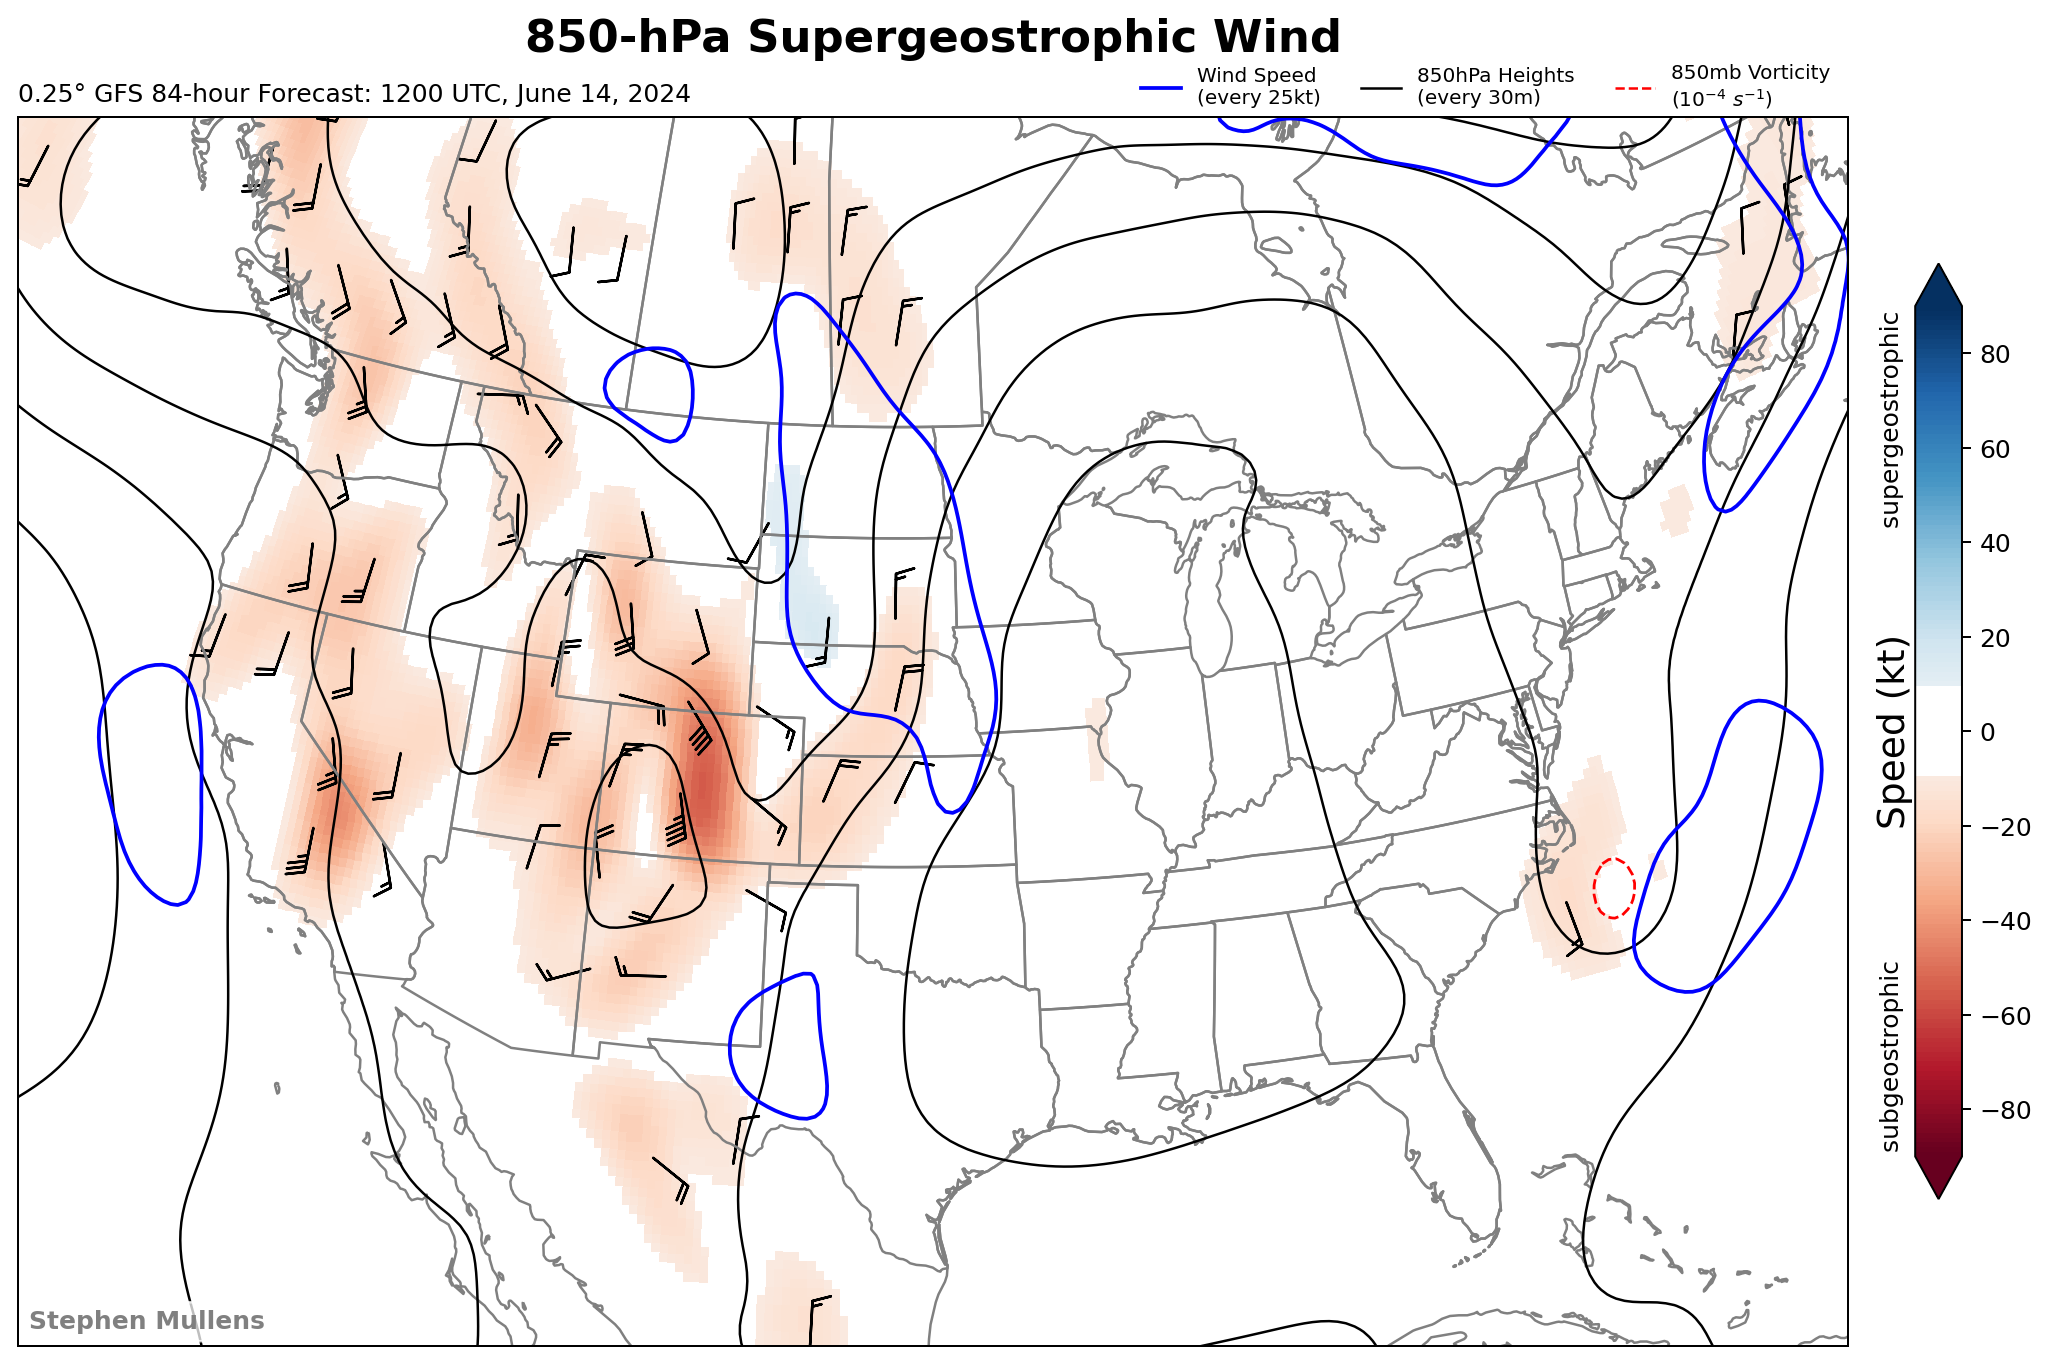 850-hPa Supergeostrophic Wind
0.25° GFS 84-hour Forecast: 1200 UTC, June 14, 2024
Wind Speed
(every 25kt)
850hPa Heights
(every 30m)
850mb Vorticity
(10⁻⁴ s⁻¹)
supergeostrophic
Speed (kt)
subgeostrophic
80
60
40
20
0
−20
−40
−60
−80
Stephen Mullens